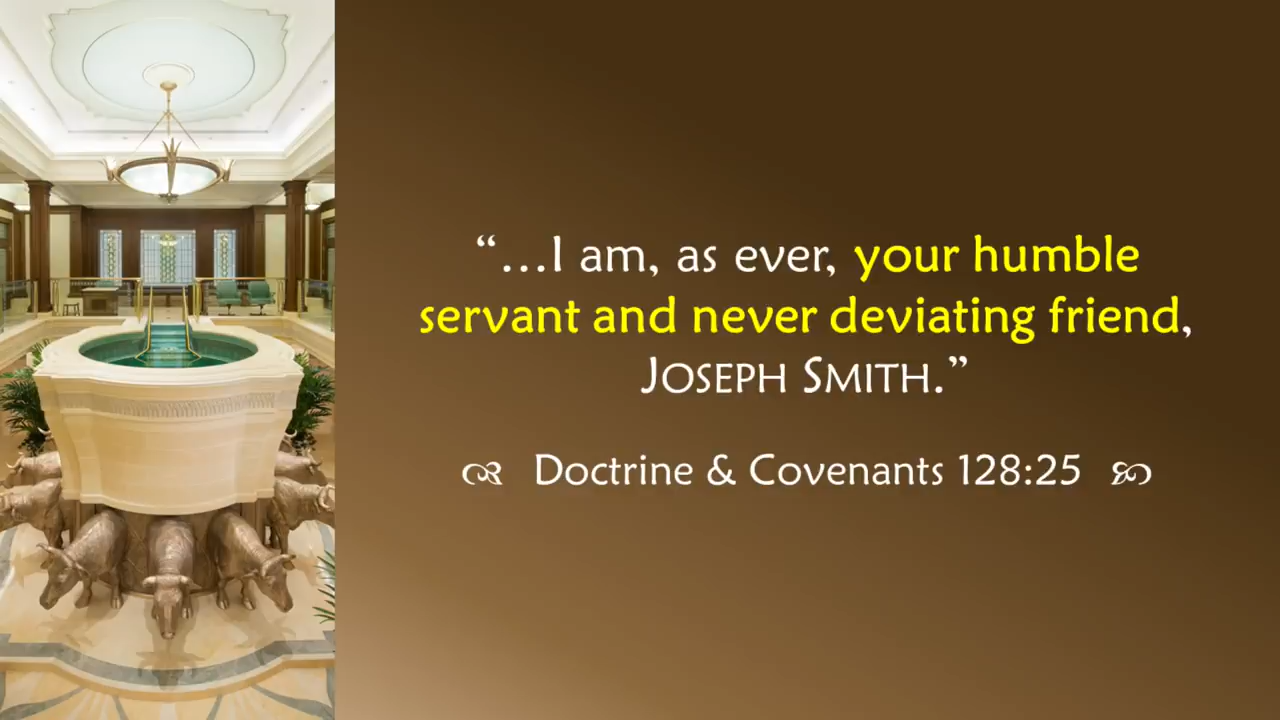 “…I am, as ever, your humble
servant and never deviating friend,
JOSEPH SMITH.”
Doctrine & Covenants 128:25